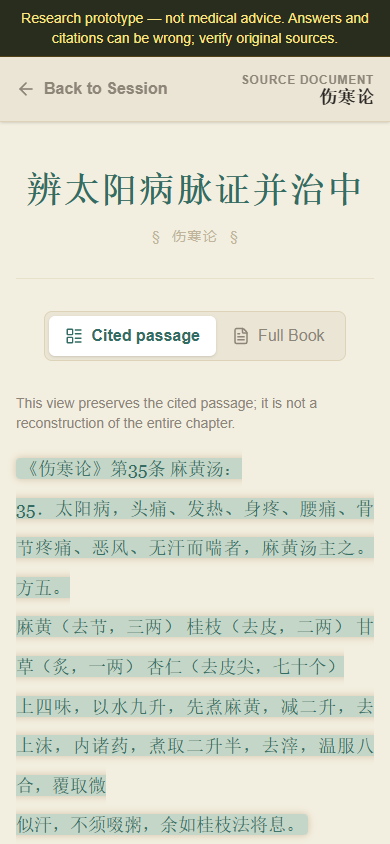 Research prototype — not medical advice. Answers and
citations can be wrong; verify original sources.
Back to Session
SOURCE DOCUMENT
伤寒论
辨太阳病脉证并治中
§ 伤寒论 §
Cited passage
Full Book
This view preserves the cited passage; it is not a
reconstruction of the entire chapter.
《伤寒论》第35条 麻黄汤：
35．太阳病，头痛、发热、身疼、腰痛、骨
节疼痛、恶风、无汗而喘者，麻黄汤主之。
方五。
麻黄（去节，三两） 桂枝（去皮，二两） 甘
草（炙，一两） 杏仁（去皮尖，七十个）
上四味，以水九升，先煮麻黄，减二升，去
上沫，内诸药，煮取二升半，去滓，温服八
合，覆取微
似汗，不须啜粥，余如桂枝法将息。